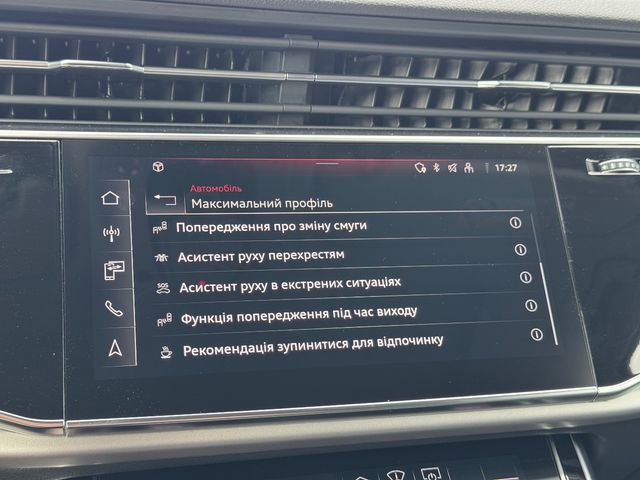 17:27
Автомобіль
Максимальний профіль
Попередження про зміну смуги
Асистент руху перехрестям
SOS
Асистент руху в екстрених ситуаціях
Функція попередження під час виходу
Рекомендація зупинитися для відпочинку